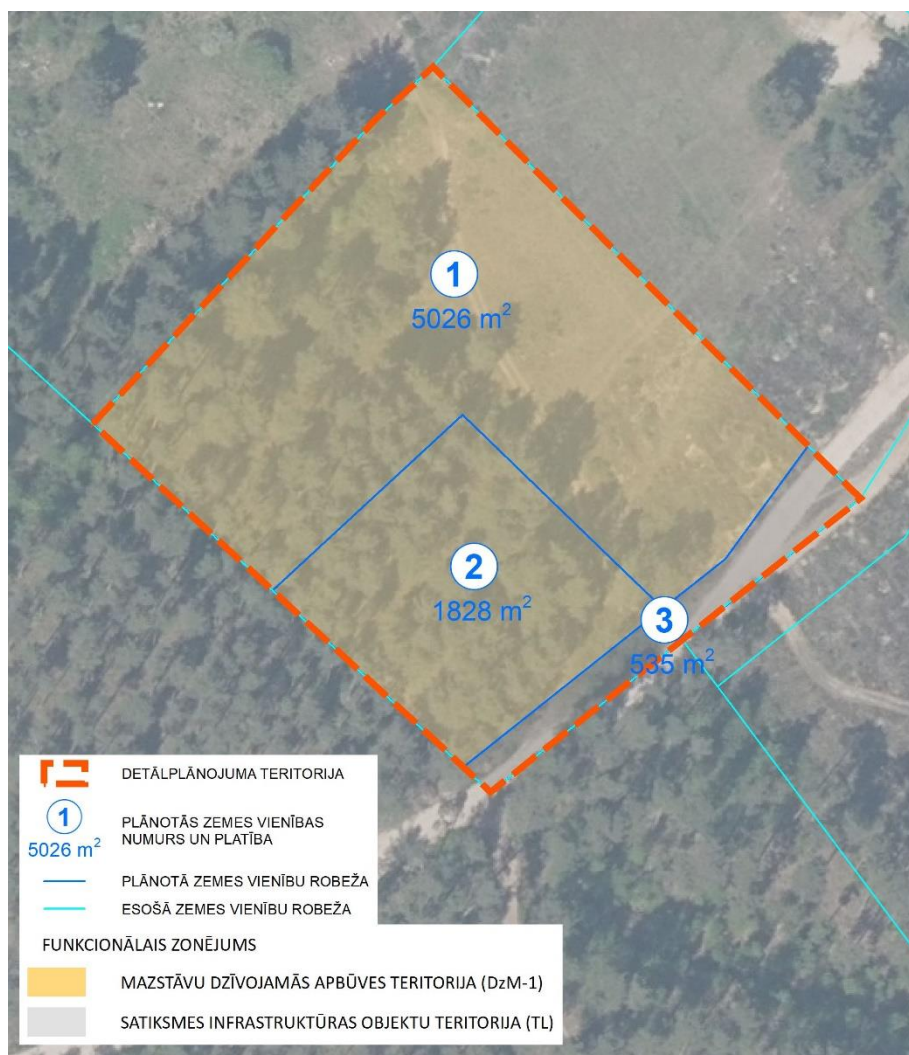 1
5026 m²
2
1828 m²
3
535 m²
DETĀLPLĀNOJUMA TERITORIJA
1
5026 m²
PLĀNOTĀS ZEMES VIENĪBAS
NUMURS UN PLATĪBA
PLĀNOTĀ ZEMES VIENĪBU ROBEŽA
ESOŠĀ ZEMES VIENĪBU ROBEŽA
FUNKCIONĀLAIS ZONĒJUMS
MAZSTĀVU DZĪVOJAMĀS APBŪVES TERITORIJA (DzM-1)
SATIKSMES INFRASTRUKTŪRAS OBJEKTU TERITORIJA (TL)